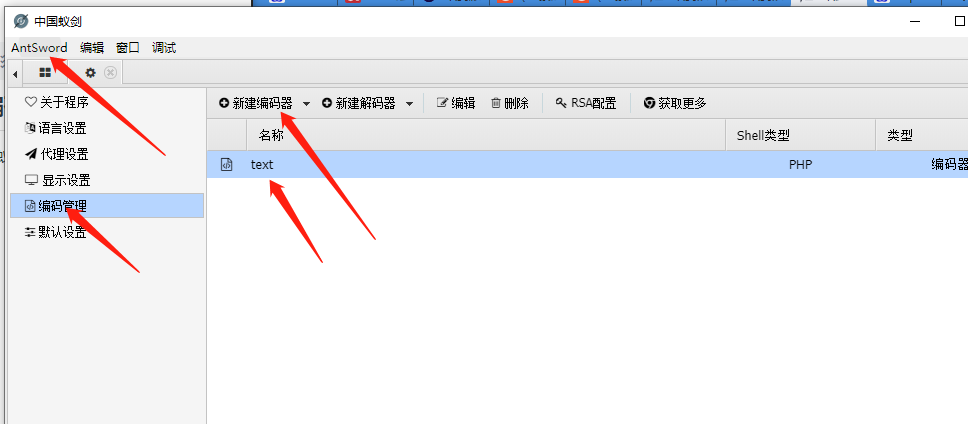 中国蚁剑
AntSword 编辑 窗口 调试
关于程序
语言设置
代理设置
显示设置
编码管理
默认设置
新建编码器 新建解码器 编辑 删除 RSA配置 获取更多
名称 Shell类型 类型
text PHP 编码器